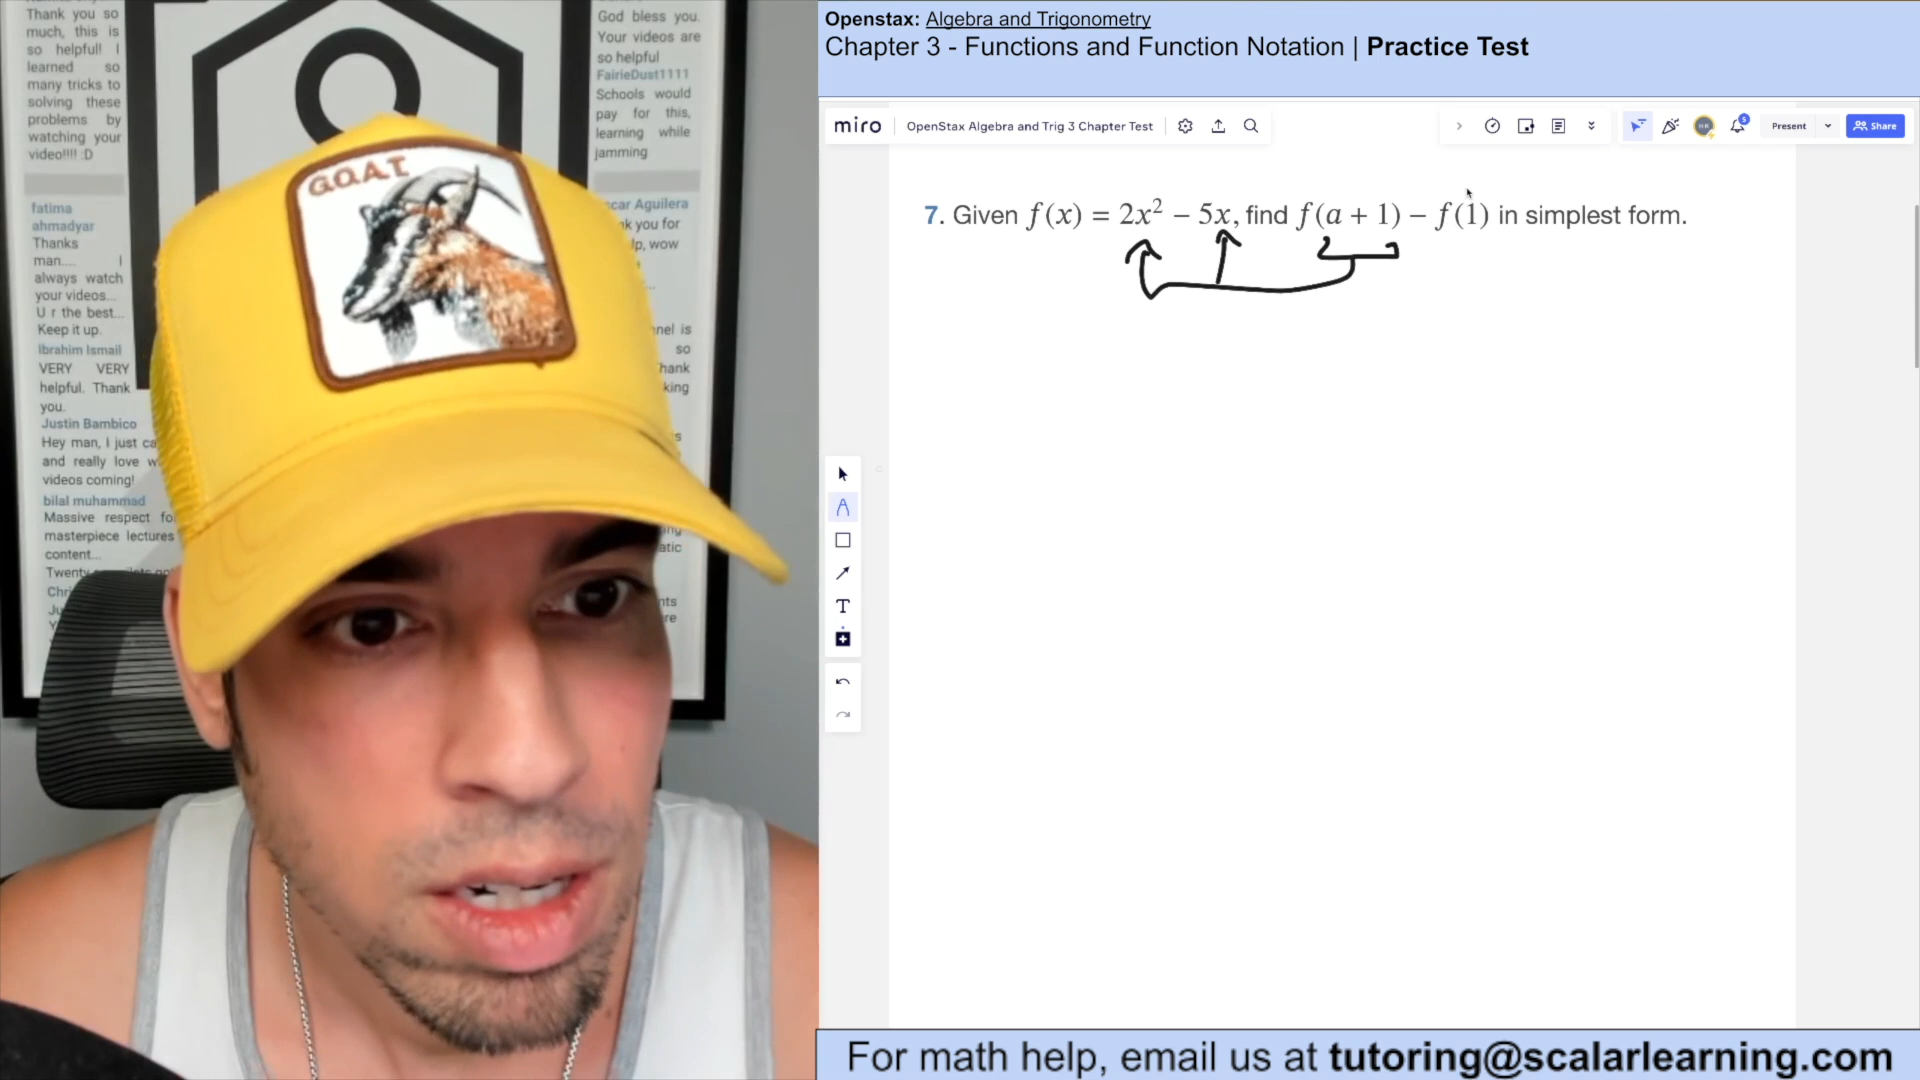 Thank you so
much, this is
so helpful! I
learned so
many tricks to
solving these
problems by
watching your
video!!!! :D
fatima
ahmadyar
Thanks
man.... I
always watch
your videos...
U r the best...
Keep it up.
Ibrahim Ismail
VERY VERY
helpful. Thank
you.
Justin Bambico
Hey man, I just
and really love
videos coming!
bilal muhammad
Massive respect
masterpiece lectures
content...
Twenty
G.O.A.T
God bless you.
Your videos are
so helpful
FairieDust1111
Schools would
pay for this,
learning while
jamming
Aguilera
you for
wow
Openstax: Algebra and Trigonometry
Chapter 3 - Functions and Function Notation | Practice Test
miro OpenStax Algebra and Trig 3 Chapter Test
5
Present
Share
7. Given f(x) = 2x² − 5x, find f(a + 1) − f(1) in simplest form.
For math help, email us at tutoring@scalarlearning.com